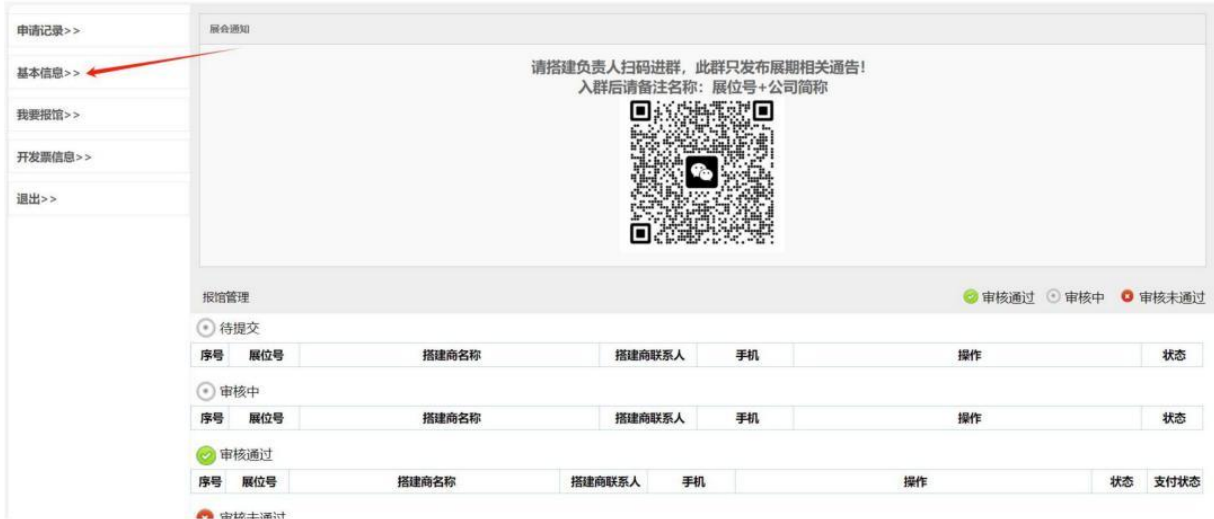 申请记录>>
基本信息>>
我要报馆>>
开发票信息>>
退出>>
展会通知
请搭建负责人扫码进群，此群只发布展期相关通告！
入群后请备注名称：展位号+公司简称
报馆管理 审核通过 审核中 审核未通过
待提交
序号 展位号 搭建商名称 搭建商联系人 手机 操作 状态
审核中
序号 展位号 搭建商名称 搭建商联系人 手机 操作 状态
审核通过
序号 展位号 搭建商名称 搭建商联系人 手机 操作 状态 支付状态
审核未通过